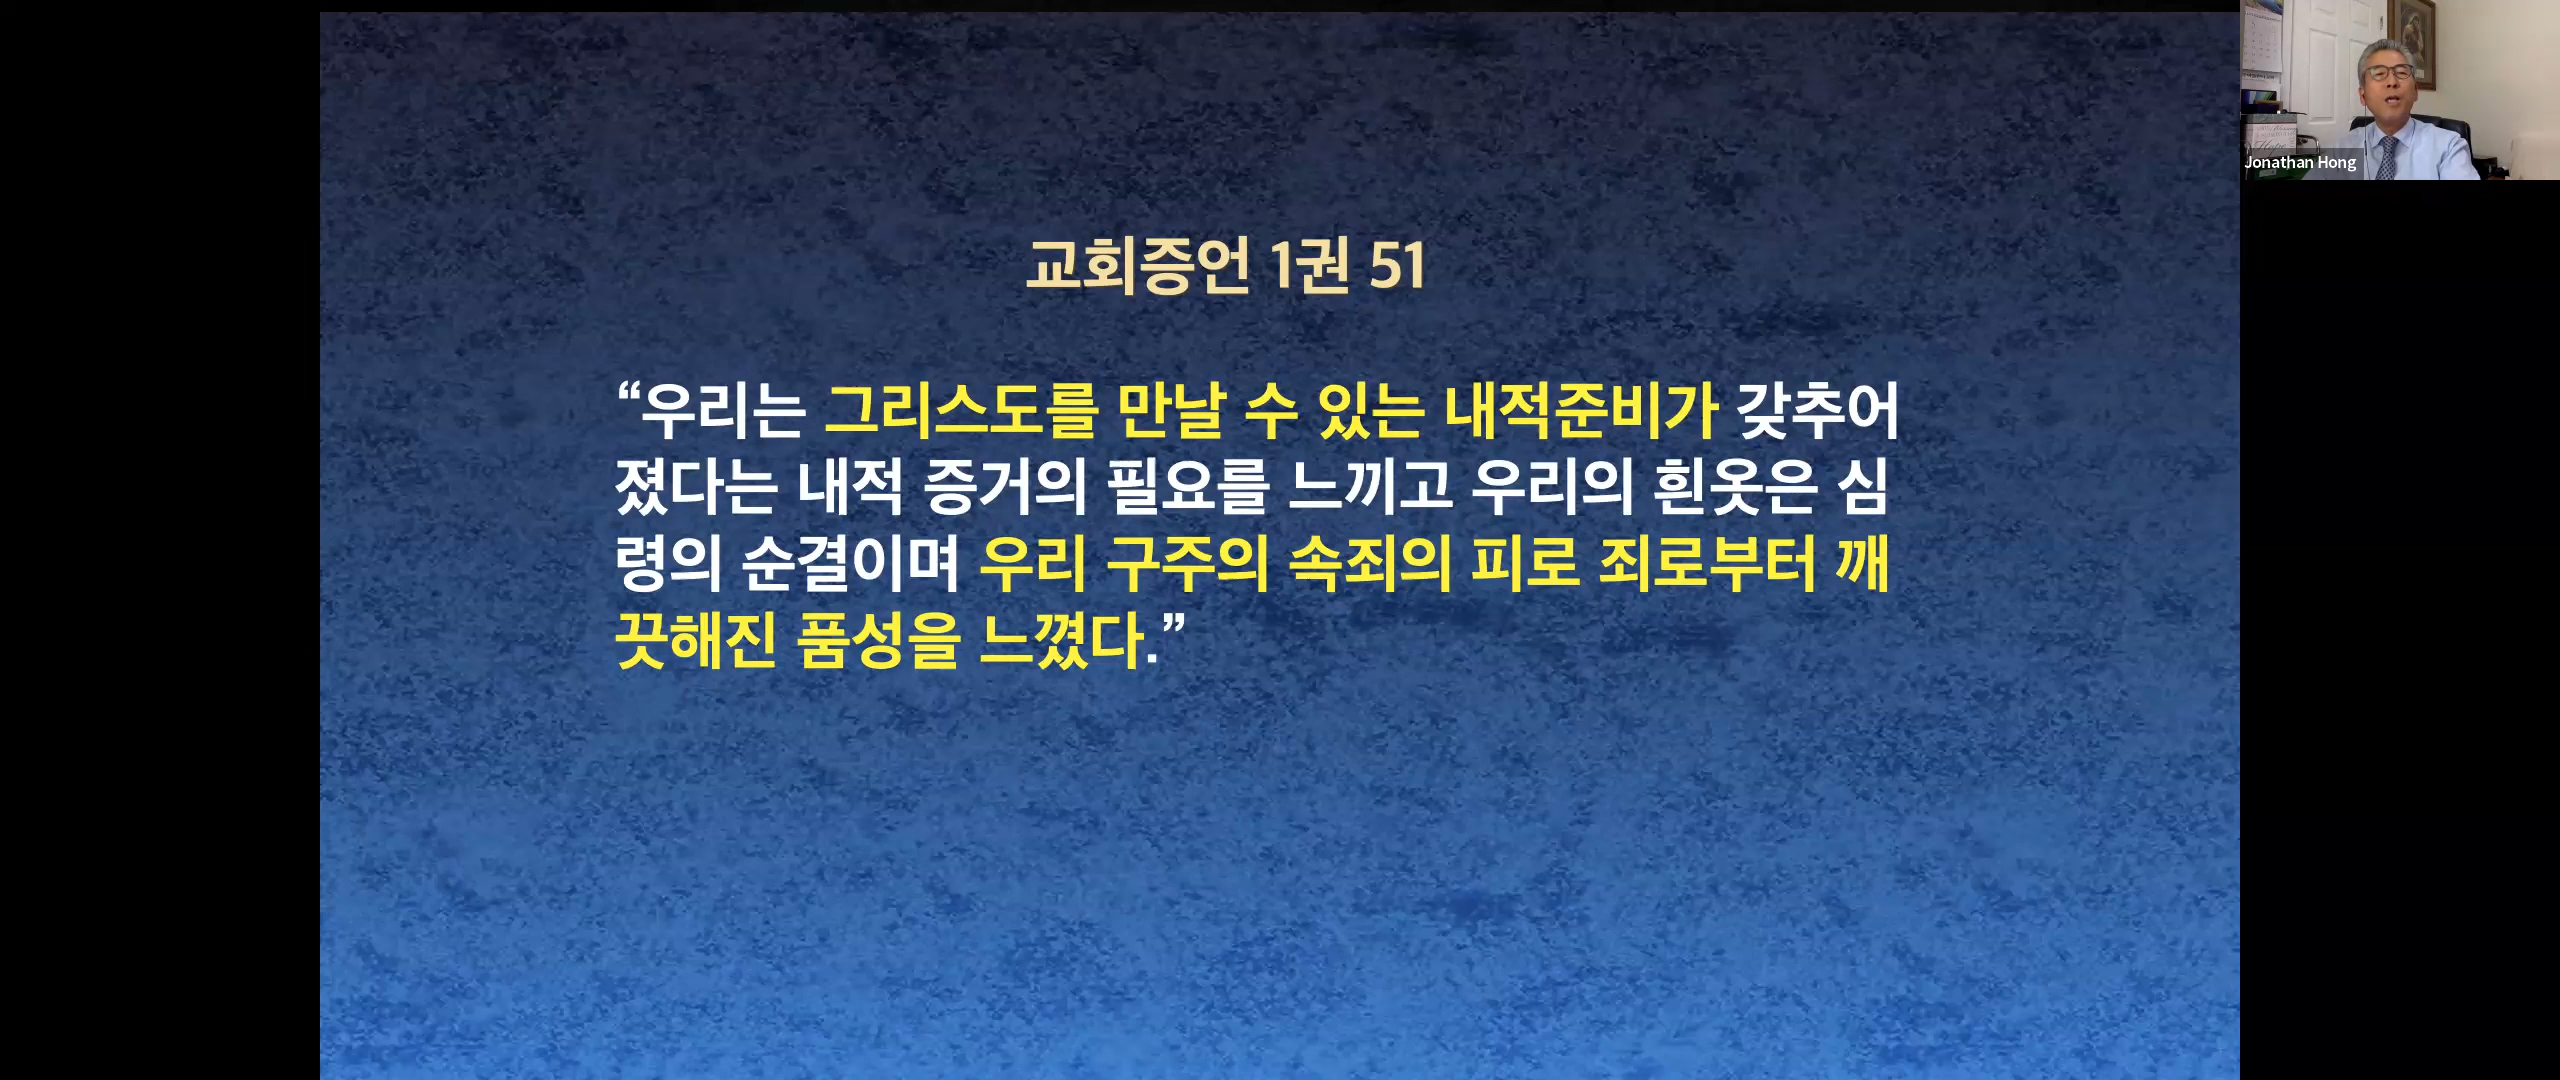 교회증언 1권 51
“우리는 그리스도를 만날 수 있는 내적준비가 갖추어
졌다는 내적 증거의 필요를 느끼고 우리의 흰옷은 심
령의 순결이며 우리 구주의 속죄의 피로 죄로부터 깨
끗해진 품성을 느꼈다.”
Jonathan Hong